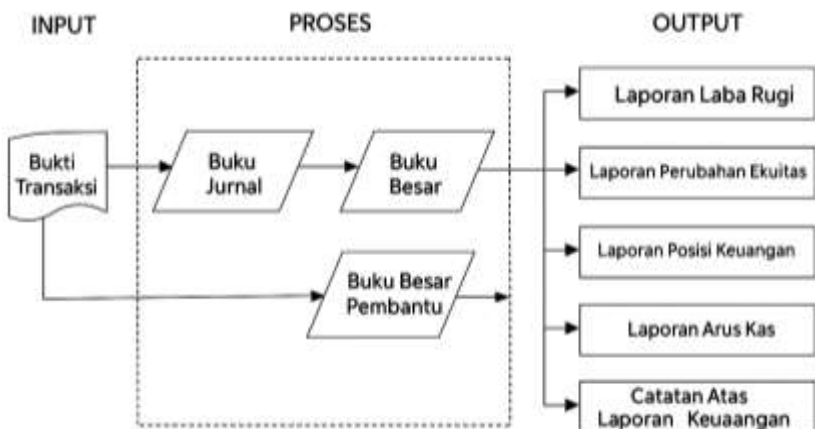 INPUT
PROSES
OUTPUT
Bukti
Transaksi
Buku
Jurnal
Buku
Besar
Buku Besar
Pembantu
Laporan Laba Rugi
Laporan Perubahan Ekuitas
Laporan Posisi Keuangan
Laporan Arus Kas
Catatan Atas
Laporan Keuaangan